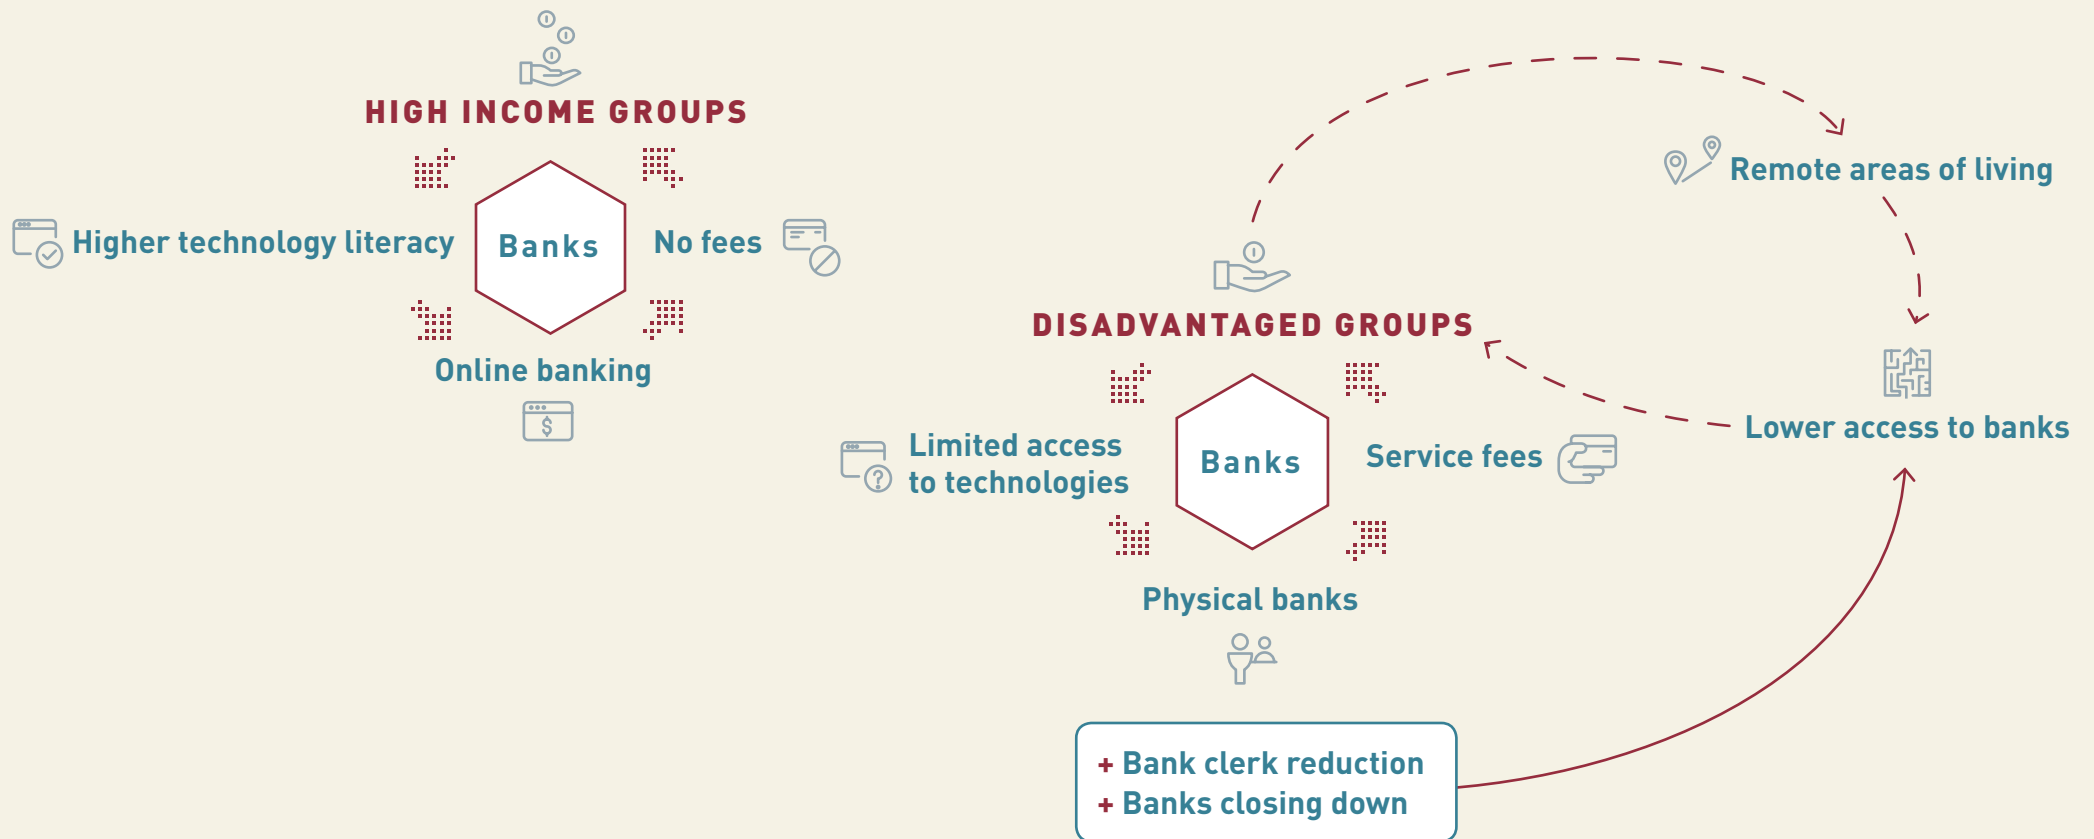 HIGH INCOME GROUPS
Higher technology literacy
Banks
No fees
Online banking
$
Remote areas of living
DISADVANTAGED GROUPS
Lower access to banks
Limited access
to technologies
Banks
Service fees
?
Physical banks
+ Bank clerk reduction
+ Banks closing down